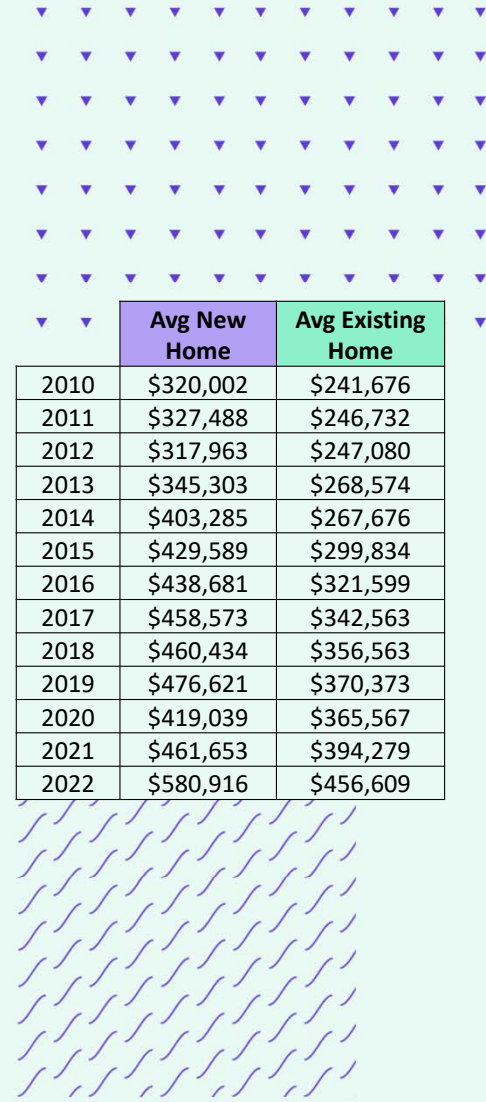 Avg New Avg Existing
Home Home
2010 $320,002 $241,676
2011 $327,488 $246,732
2012 $317,963 $247,080
2013 $345,303 $268,574
2014 $403,285 $267,676
2015 $429,589 $299,834
2016 $438,681 $321,599
2017 $458,573 $342,563
2018 $460,434 $356,563
2019 $476,621 $370,373
2020 $419,039 $365,567
2021 $461,653 $394,279
2022 $580,916 $456,609